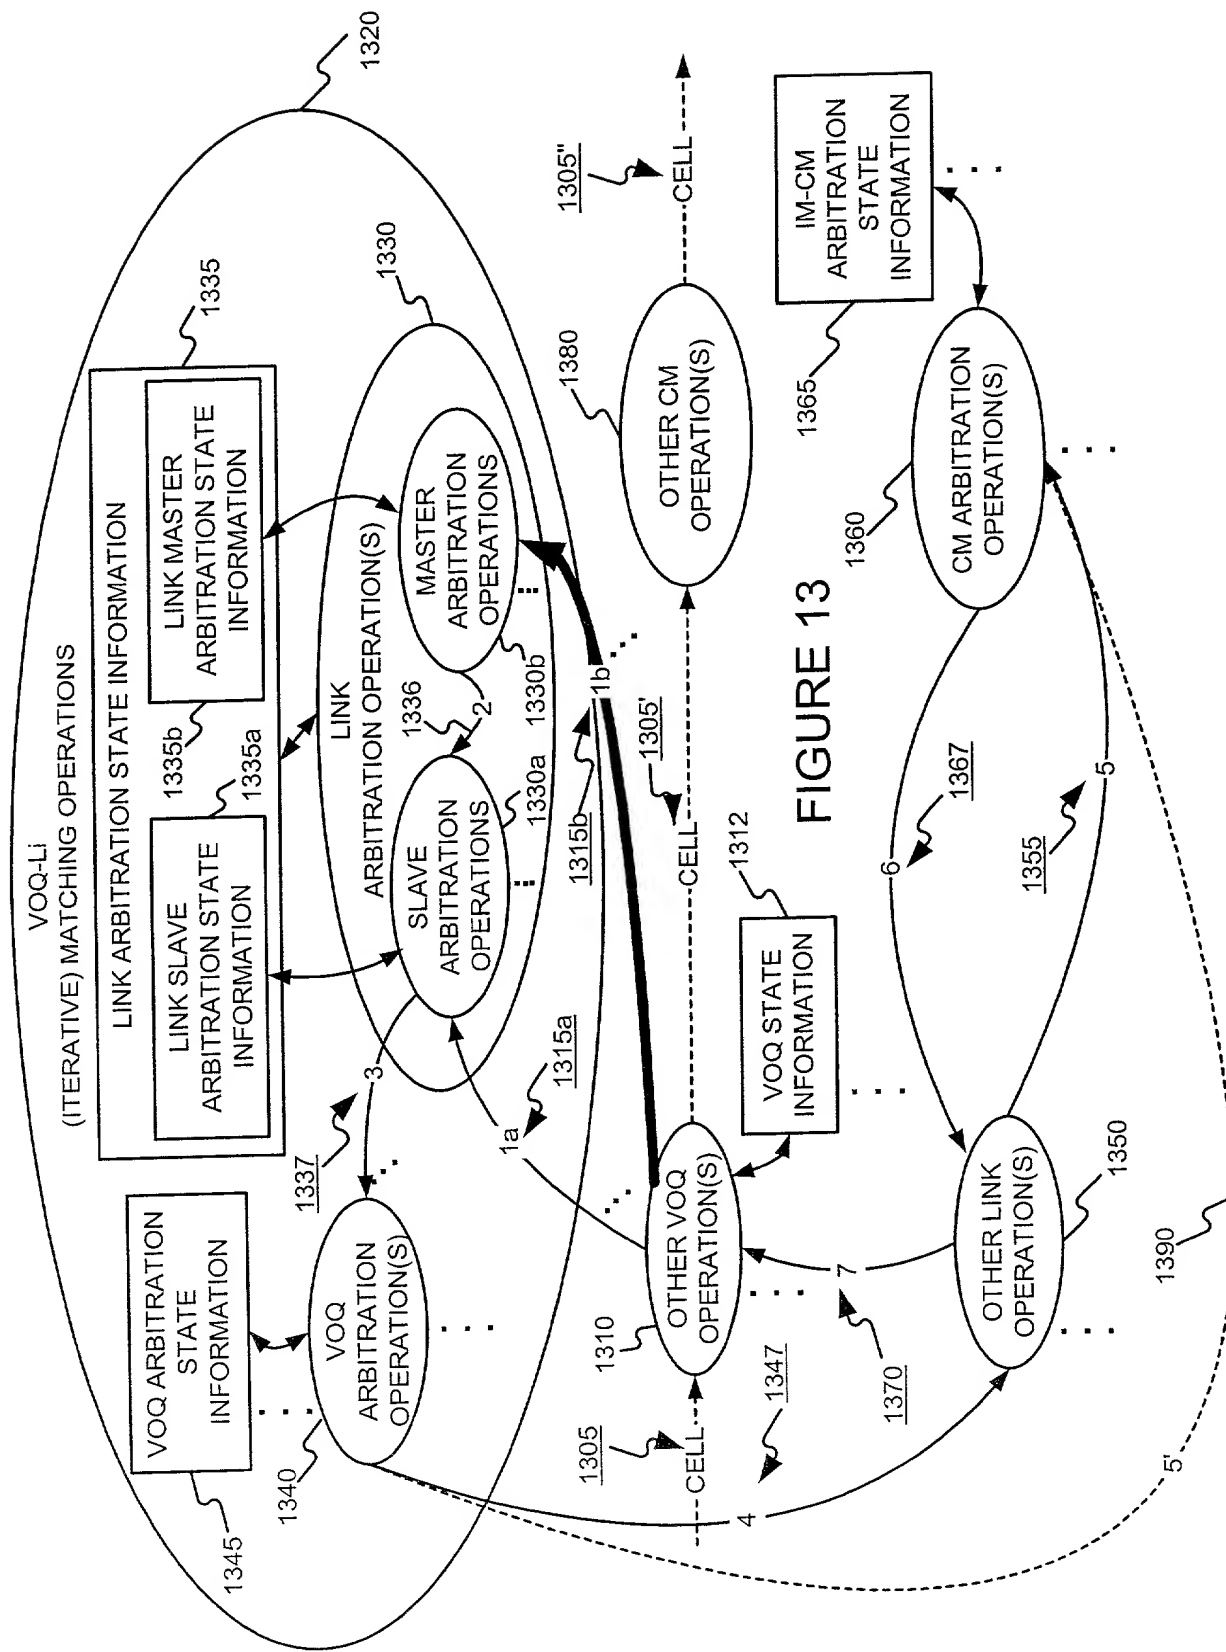 VOQ-Li
(ITERATIVE) MATCHING OPERATIONS
1320
LINK ARBITRATION STATE INFORMATION
1335
LINK SLAVE
ARBITRATION STATE
INFORMATION
1335a
LINK MASTER
ARBITRATION STATE
INFORMATION
1335b
VOQ ARBITRATION
STATE
INFORMATION
1345
LINK
ARBITRATION OPERATION(S)
1330
SLAVE
ARBITRATION
OPERATIONS
1330a
MASTER
ARBITRATION
OPERATIONS
1330b
1336
2
3
1337
VOQ
ARBITRATION
OPERATION(S)
1340
1a
1315a
1b
1315b
CELL
1305
OTHER VOQ
OPERATION(S)
1310
CELL
1305'
OTHER CM
OPERATION(S)
1380
CELL
1305"
VOQ STATE
INFORMATION
1312
4
1347
7
1370
OTHER LINK
OPERATION(S)
1350
6
1367
5
1355
CM ARBITRATION
OPERATION(S)
1360
IM-CM
ARBITRATION
STATE
INFORMATION
1365
5'
1390
FIGURE 13